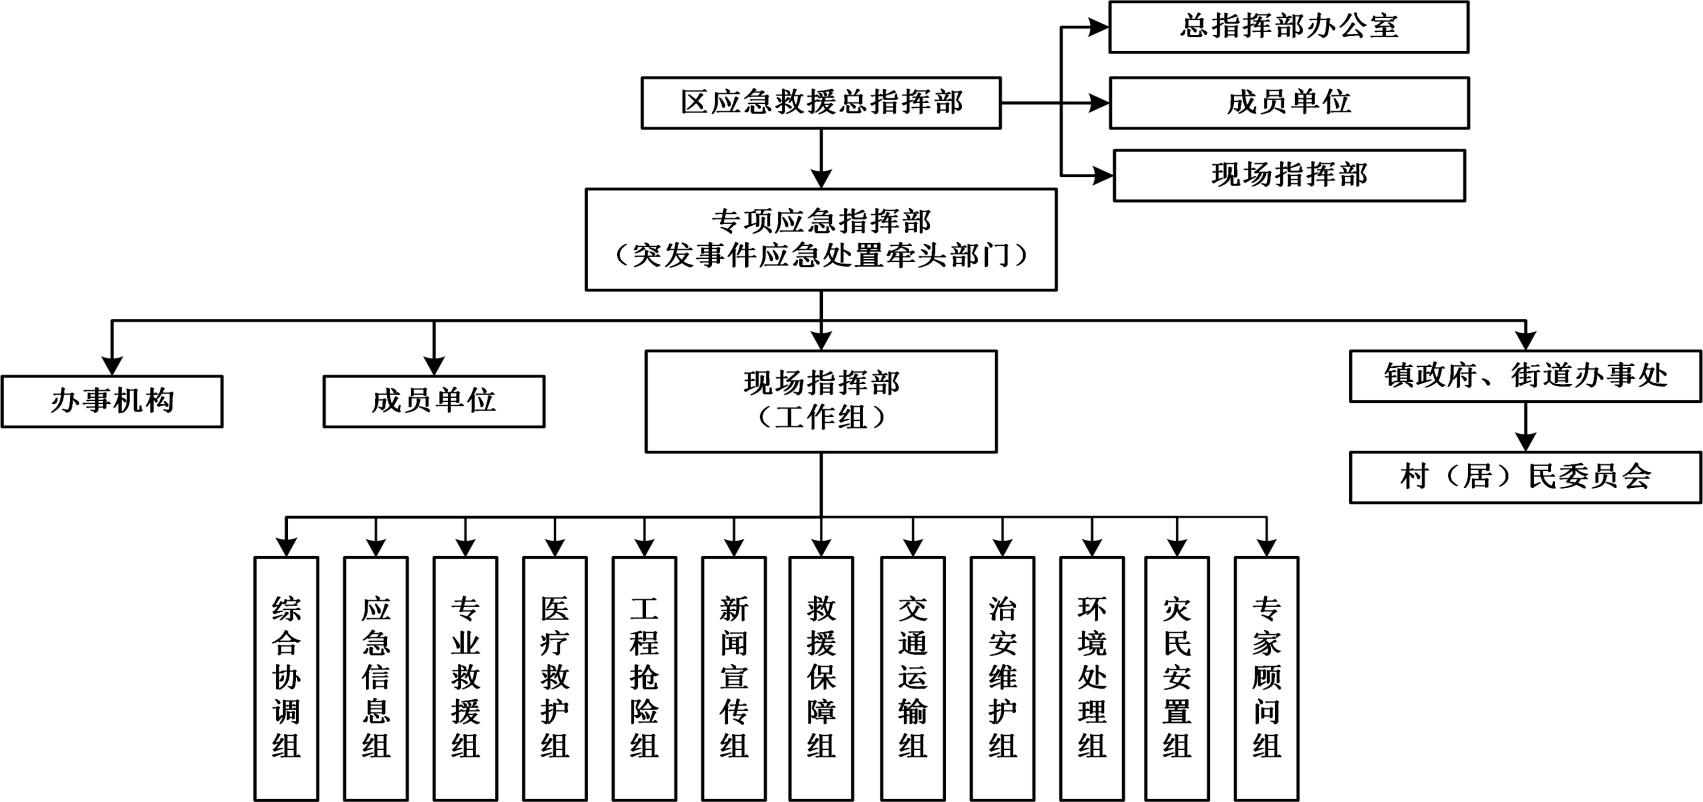 总指挥部办公室
区应急救援总指挥部
成员单位
现场指挥部
专项应急指挥部
（突发事件应急处置牵头部门）
办事机构
成员单位
现场指挥部
（工作组）
镇政府、街道办事处
村（居）民委员会
综合协调组
应急信息组
专业救援组
医疗救护组
工程抢险组
新闻宣传组
救援保障组
交通运输组
治安维护组
环境处理组
灾民安置组
专家顾问组